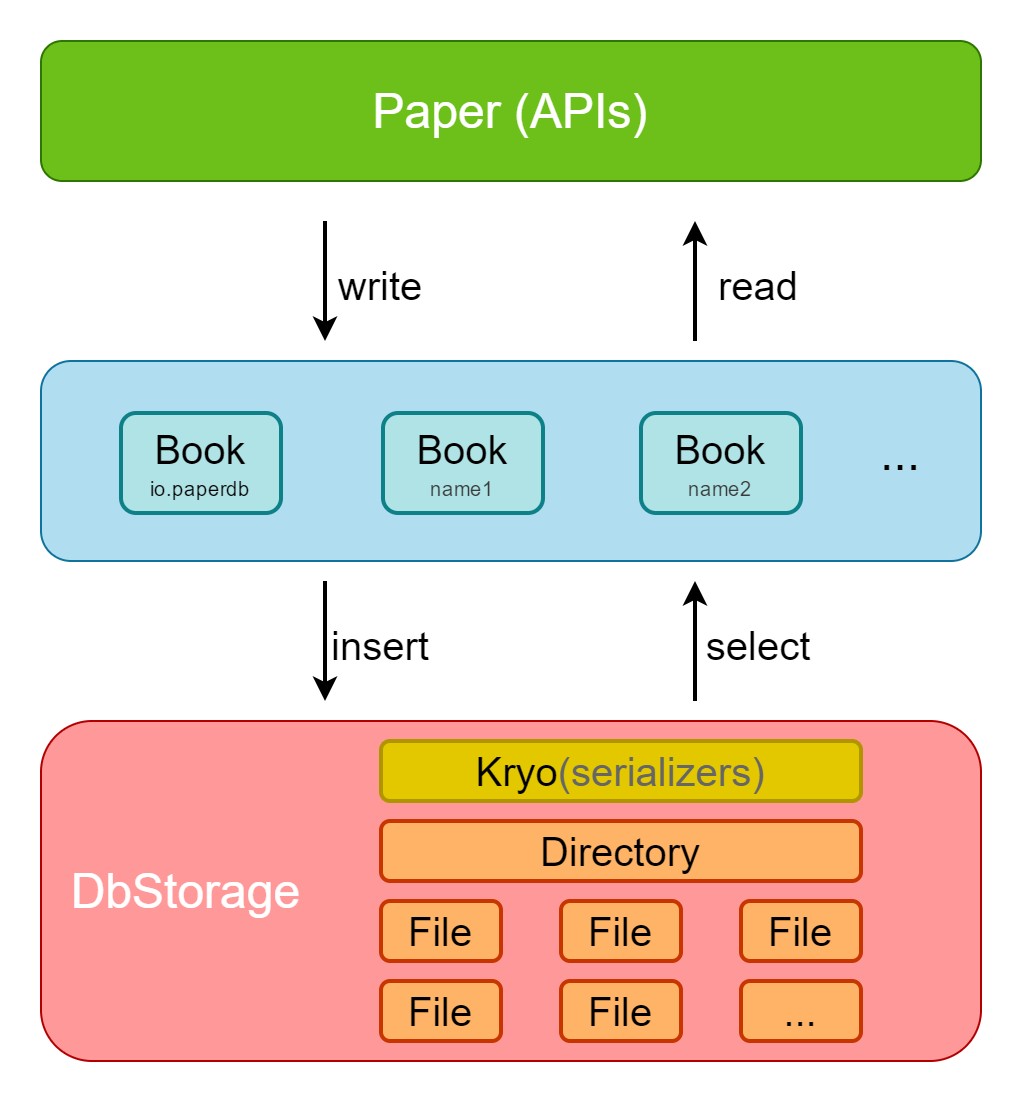 Paper (APIs)
write
read
Book
io.paperdb
Book
name1
Book
name2
...
insert
select
DbStorage
Kryo(serializers)
Directory
File
File
File
File
File
...